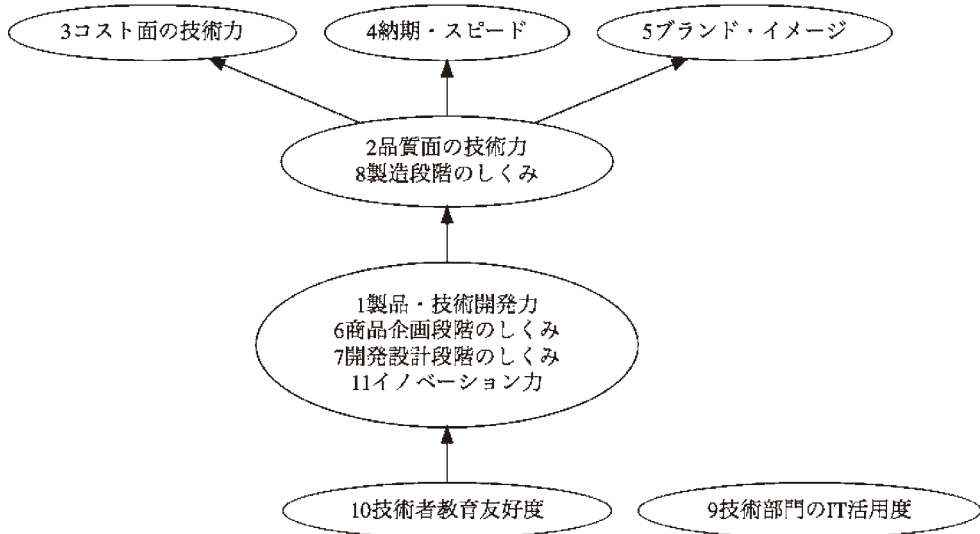 3コスト面の技術力
4納期・スピード
5ブランド・イメージ
2品質面の技術力
8製造段階のしくみ
1製品・技術開発力
6商品企画段階のしくみ
7開発設計段階のしくみ
11イノベーション力
10技術者教育友好度
9技術部門のIT活用度